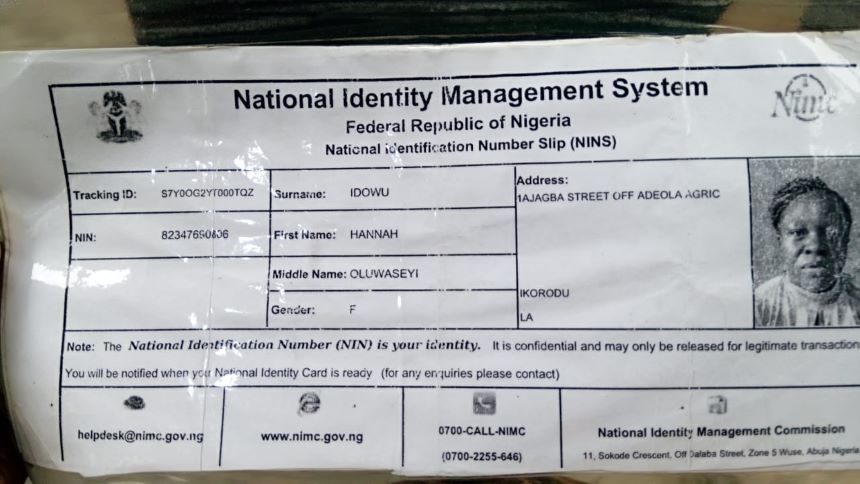 National Identity Management System
Federal Republic of Nigeria
National Identification Number Slip (NINS)
Nimc
Tracking ID:
Surname: IDOWU
Address:
1AJAGBA STREET OFF ADEOLA AGRIC
NIN:
First Name: HANNAH
Middle Name: OLUWASEYI
IKORODU
Gender: F
LA
Note: The National Identification Number (NIN) is your identity. It is confidential and may only be released for legitimate transaction
You will be notified when your National Identity Card is ready (for any enquiries please contact)
helpdesk@nimc.gov.ng
www.nimc.gov.ng
0700-CALL-NIMC
(0700-2255-646)
National Identity Management Commission
11, Sokode Crescent, Off Dalaba Street, Zone 5 Wuse, Abuja Nigeria